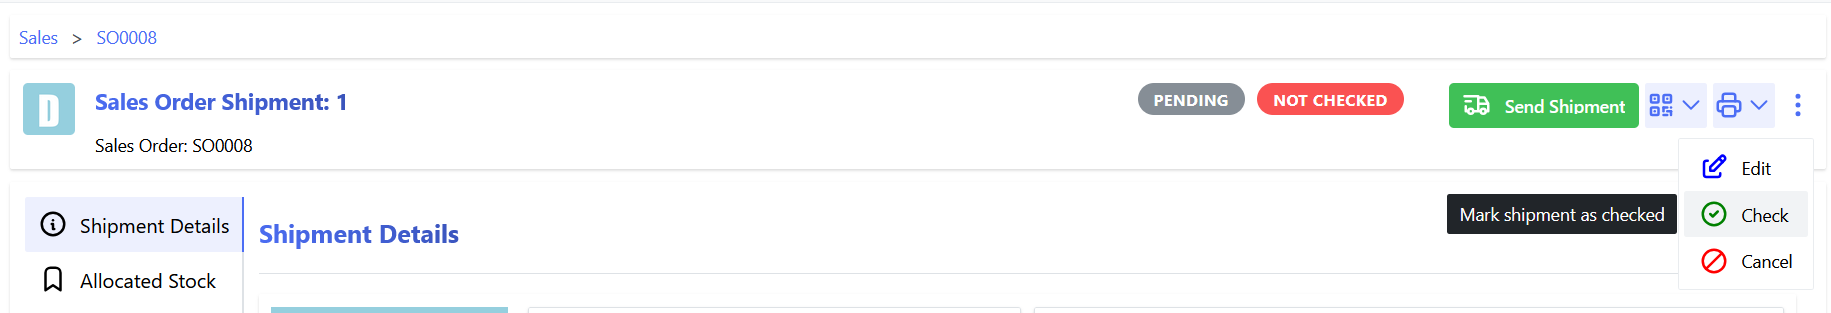 Sales > SO0008
D
Sales Order Shipment: 1
PENDING
NOT CHECKED
Send Shipment
Sales Order: SO0008
Edit
Mark shipment as checked
Check
Cancel
Shipment Details
Allocated Stock
Shipment Details